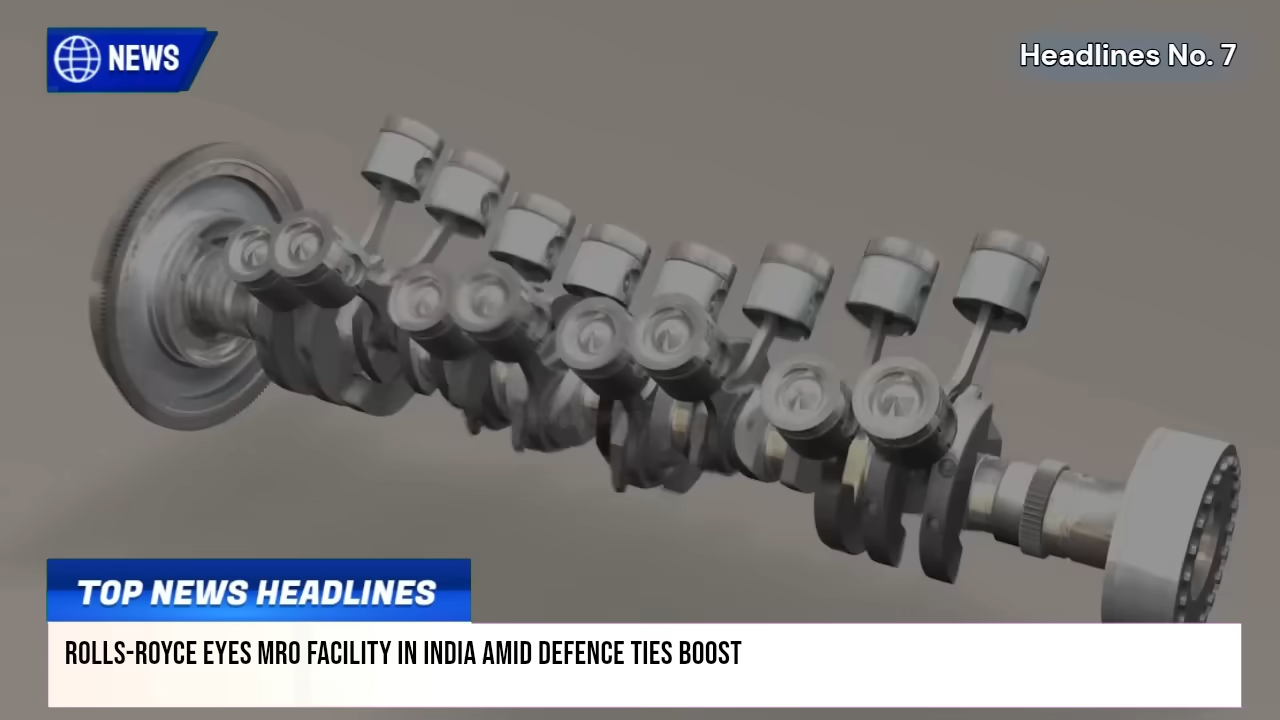 NEWS
Headlines No. 7
TOP NEWS HEADLINES
ROLLS-ROYCE EYES MRO FACILITY IN INDIA AMID DEFENCE TIES BOOST